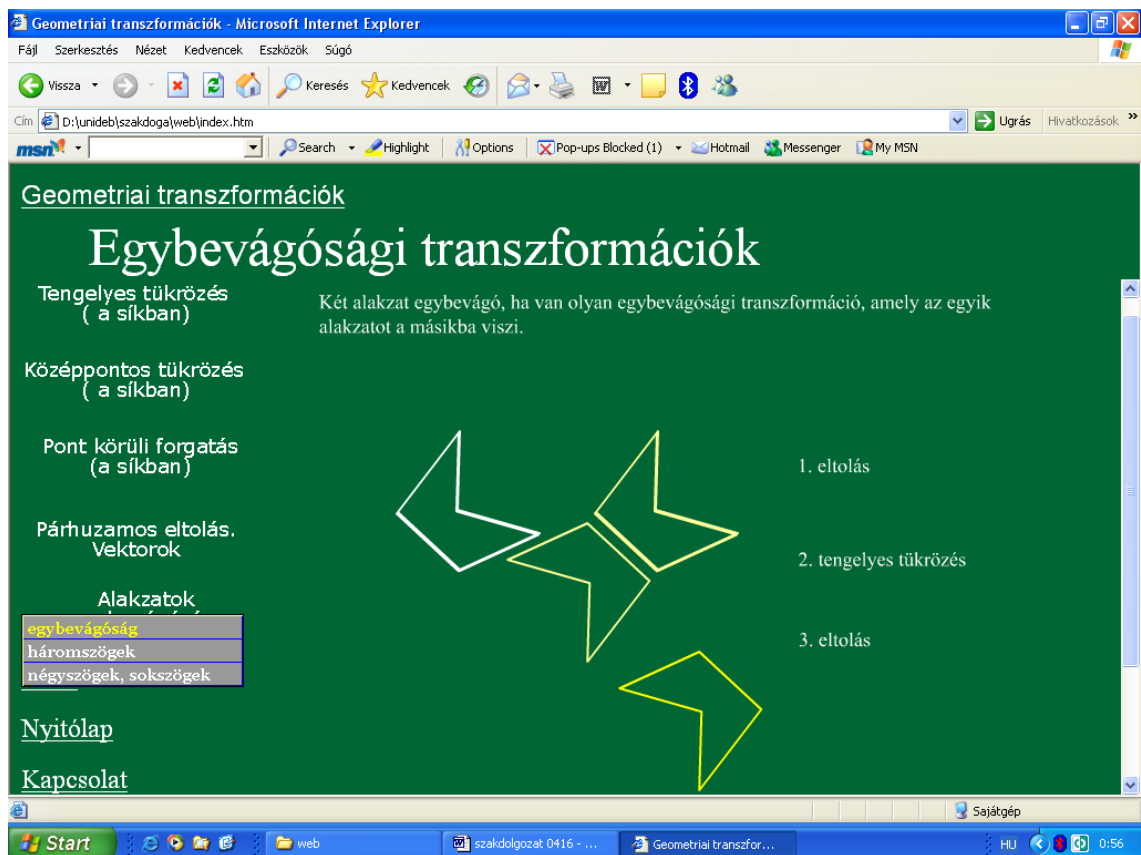 Geometriai transzformációk - Microsoft Internet Explorer
Fájl Szerkesztés Nézet Kedvencek Eszközök Súgó
Vissza Keresés Kedvencek
Cím D:\unideb\szakdoga\web\index.htm Ugrás Hivatkozások »
msn Search Highlight Options Pop-ups Blocked (1) Hotmail Messenger My MSN
Geometriai transzformációk
Egybevágósági transzformációk
Tengelyes tükrözés
( a síkban)
Középpontos tükrözés
( a síkban)
Pont körüli forgatás
(a síkban)
Párhuzamos eltolás.
Vektorok
Alakzatok
egybevágóság
háromszögek
négyszögek, sokszögek
Nyitólap
Kapcsolat
Két alakzat egybevágó, ha van olyan egybevágósági transzformáció, amely az egyik
alakzatot a másikba viszi.
1. eltolás
2. tengelyes tükrözés
3. eltolás
Sajátgép
Start web szakdolgozat 0416 - ... Geometriai transzfor... HU 0:56